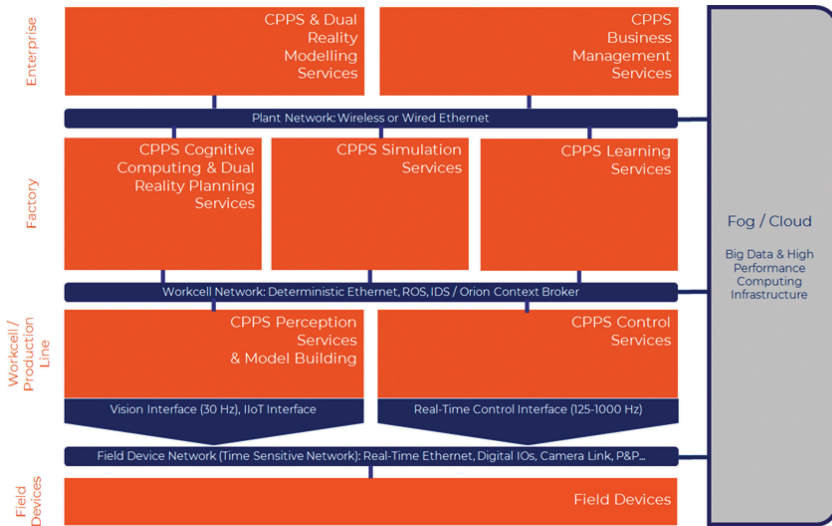 Enterprise
CPPS & Dual
Reality
Modelling
Services
CPPS
Business
Management
Services
Plant Network: Wireless or Wired Ethernet
Factory
CPPS Cognitive
Computing & Dual
Reality Planning
Services
CPPS Simulation
Services
CPPS Learning
Services
Fog / Cloud
Big Data & High
Performance
Computing
Infrastructure
Workcell Network: Deterministic Ethernet, ROS, IDS / Orion Context Broker
Workcell /
Production
Line
CPPS Perception
Services
& Model Building
CPPS Control
Services
Vision Interface (30 Hz), IIoT Interface
Real-Time Control Interface (125-1000 Hz)
Field Device Network (Time Sensitive Network): Real-Time Ethernet, Digital IOs, Camera Link, P&P...
Field
Devices
Field Devices